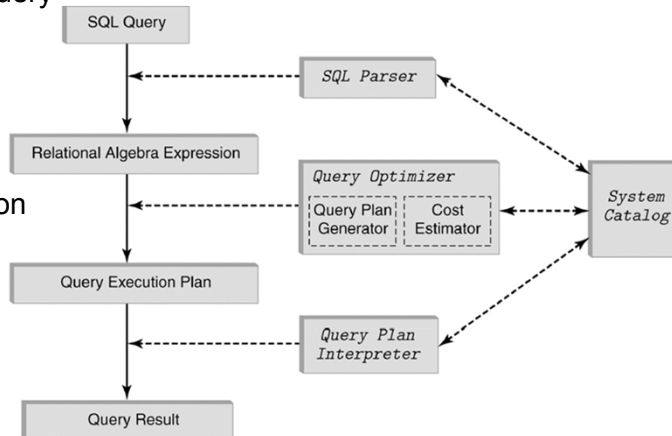 SQL Query
SQL Parser
Relational Algebra Expression
Query Optimizer
Query Plan
Generator
Cost
Estimator
System
Catalog
on
Query Execution Plan
Query Plan
Interpreter
Query Result